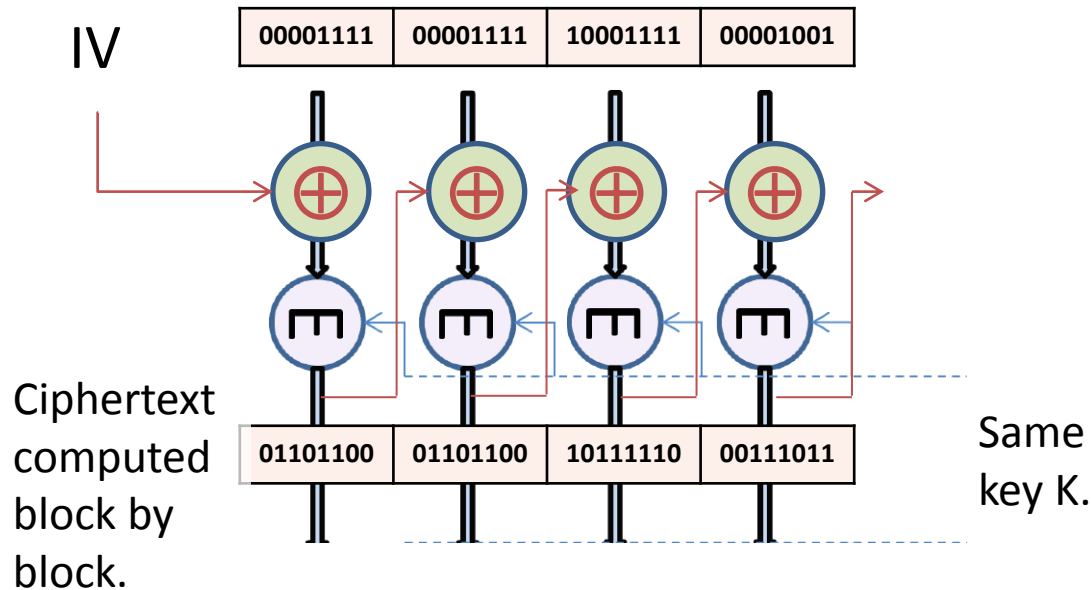 IV
00001111 00001111 10001111 00001001
E E E E
Ciphertext
computed
block by
block.
01101100 01101100 10111110 00111011
Same
key K.